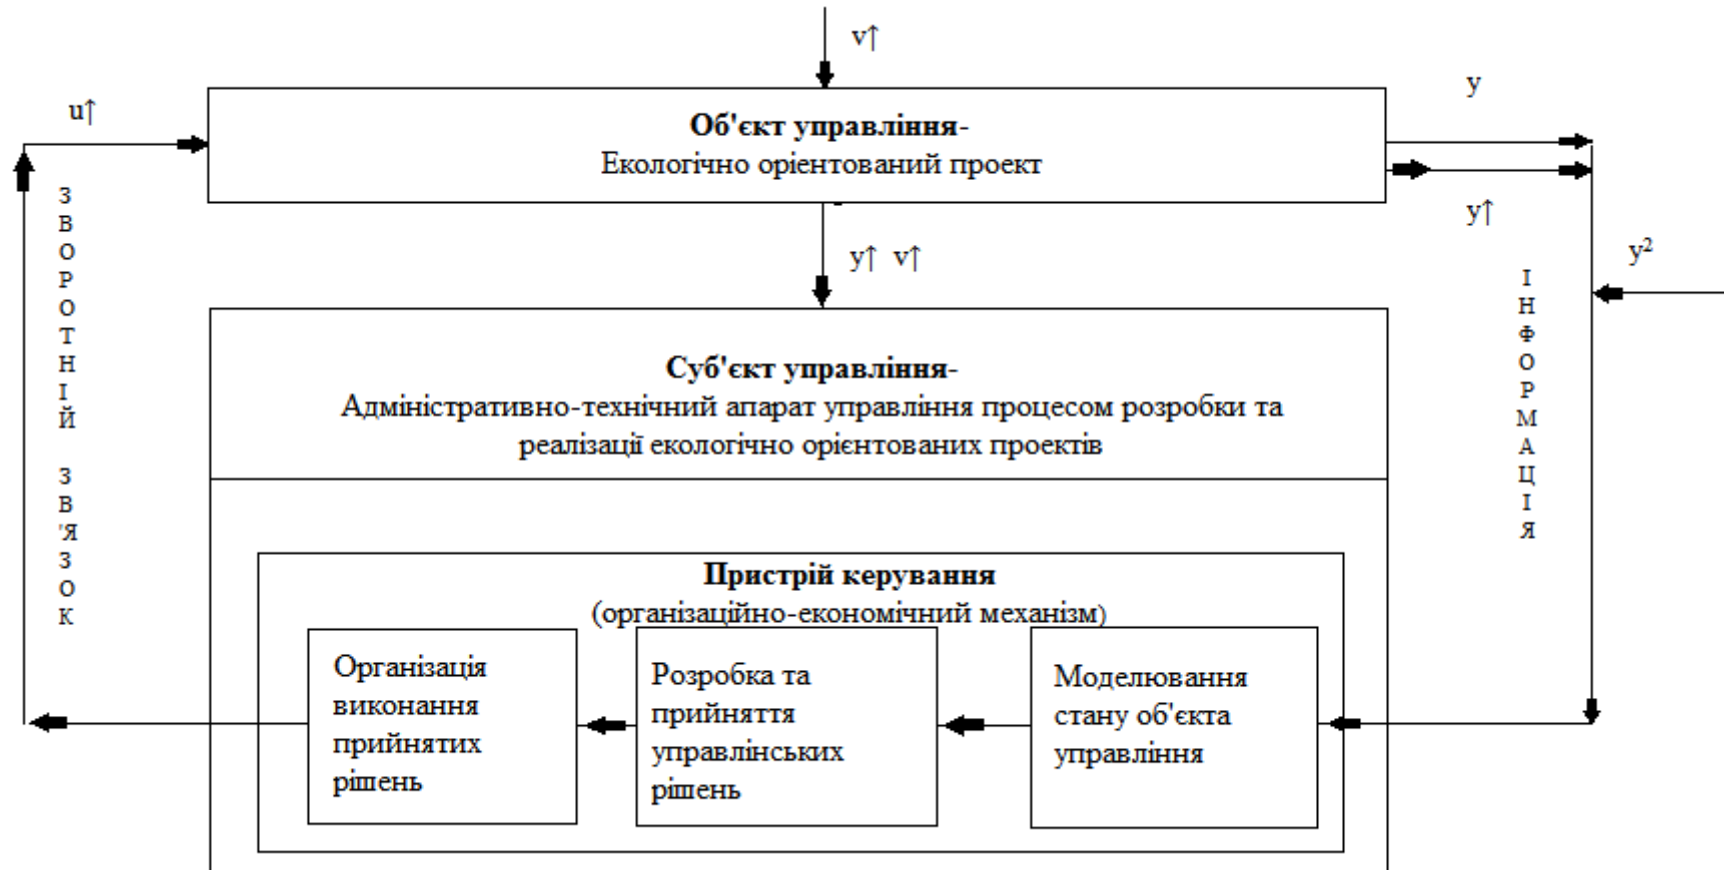 v↑
u↑
y
Об'єкт управління-
Екологічно орієнтований проект
y↑
y↑ v↑
y²
З
В
О
Р
О
Т
Н
І
Й
З
В
'Я
З
О
К
І
Н
Ф
О
Р
М
А
Ц
І
Я
Суб'єкт управління-
Адміністративно-технічний апарат управління процесом розробки та
реалізації екологічно орієнтованих проектів
Пристрій керування
(організаційно-економічний механізм)
Організація
виконання
прийнятих
рішень
Розробка та
прийняття
управлінських
рішень
Моделювання
стану об'єкта
управління